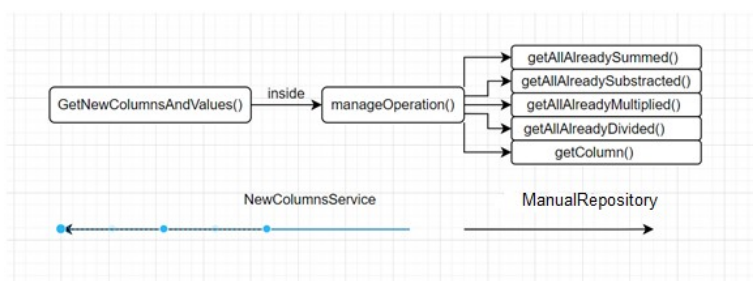 getAllAlreadySummed()
getAllAlreadySubstracted()
GetNewColumnsAndValues() inside manageOperation() getAllAlreadyMultiplied()
getAllAlreadyDivided()
getColumn()
NewColumnsService ManualRepository